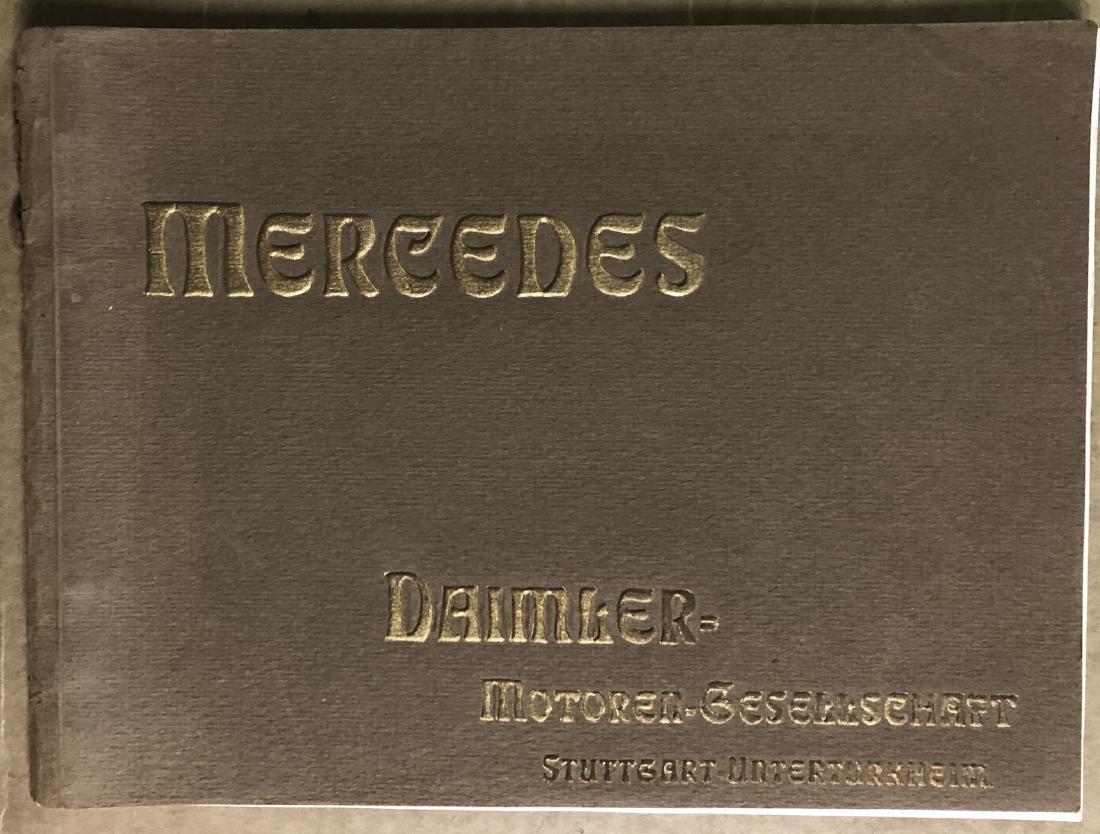 MERCEDES
DAIMLER-
MOTOREN-GESELLSCHAFT
STUTTGART-UNTERTÜRKHEIM.